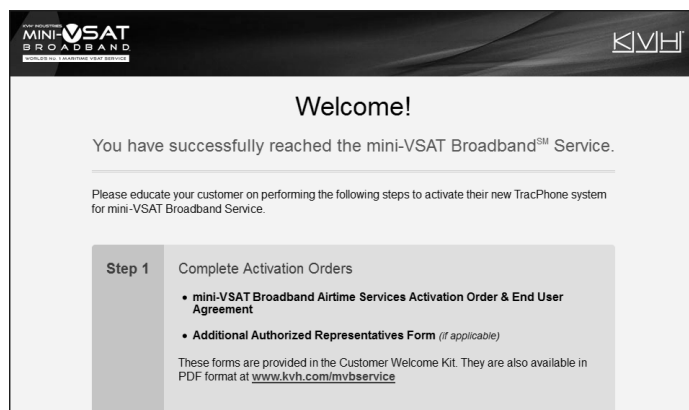 KVH INDUSTRIES
MINI-VSAT
BROADBAND
WORLD'S NO. 1 MARITIME VSAT SERVICE
KVH
Welcome!
You have successfully reached the mini-VSAT Broadband℠ Service.
Please educate your customer on performing the following steps to activate their new TracPhone system
for mini-VSAT Broadband Service.
Step 1
Complete Activation Orders
• mini-VSAT Broadband Airtime Services Activation Order & End User
Agreement
• Additional Authorized Representatives Form (if applicable)
These forms are provided in the Customer Welcome Kit. They are also available in
PDF format at www.kvh.com/mvbservice